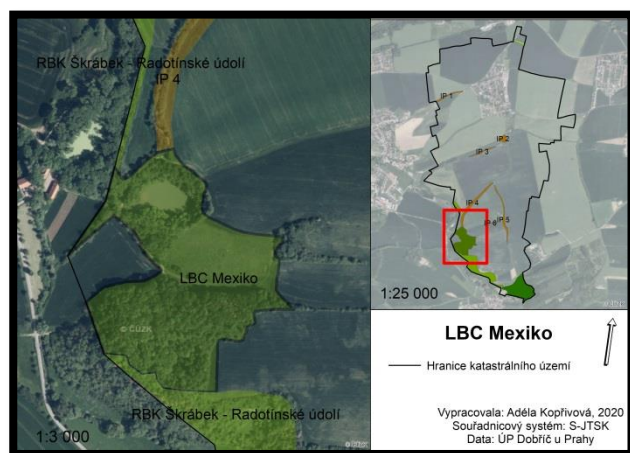 RBK Škrábek - Radotínské údolí
IP 4
LBC Mexiko
© ČÚZK
RBK Škrábek - Radotínské údolí
1:3 000
© ČÚZK
IP 1
IP 2
IP 3
IP 4
IP 5
IP 6
1:25 000
LBC Mexiko
Hranice katastrálního území
Vypracovala: Adéla Kopřivová, 2020
Souřadnicový systém: S-JTSK
Data: ÚP Dobříč u Prahy